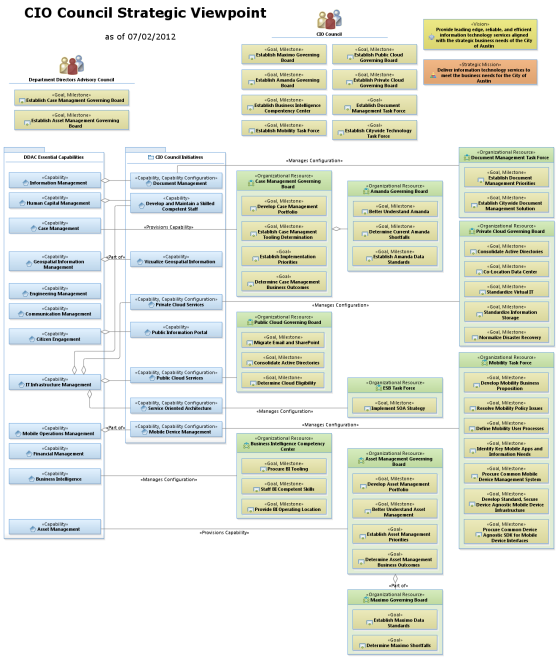 CIO Council Strategic Viewpoint
as of 07/02/2012
Department Directors Advisory Council
«Goal, Milestone»
Establish Case Managment Governing
Board
«Goal, Milestone»
Establish Asset Management Governing
Board
CIO Council
«Goal, Milestone»
Establish Maximo Governing
Board
«Goal, Milestone»
Establish Public Cloud
Governing Board
«Goal, Milestone»
Establish Amanda Governing
Board
«Goal, Milestone»
Establish Private Cloud
Governing Board
«Goal, Milestone»
Establish Business Intelligence
Competency Center
«Goal»
Establish Document
Management Task Force
«Goal, Milestone»
Establish Mobility Task Force
«Goal, Milestone»
Establish Citywide Technology
Task Force
«Vision»
Provide leading edge, reliable, and efficient
information technology services aligned
with the strategic business needs of the City
of Austin
«Strategic Mission»
Deliver information technology services to
meet the business needs for the City of
Austin
DDAC Essential Capabilities
«Capability»
Information Management
«Capability»
Human Capital Management
«Capability»
Case Management
«Capability»
Geospatial Information
Management
«Capability»
Engineering Management
«Capability»
Communication Management
«Capability»
Citizen Engagement
«Capability»
IT Infrastructure Management
«Capability»
Mobile Operations Management
«Capability»
Financial Management
«Capability»
Business Intelligence
«Capability»
Asset Management
CIO Council Initiatives
«Capability, Capability Configuration»
Document Management
«Capability»
Develop and Maintain a Skilled
Competent Staff
«Capability»
Visualize Geospatial Information
«Capability, Capability Configuration»
Private Cloud Services
«Capability»
Public Information Portal
«Capability, Capability Configuration»
Public Cloud Services
«Capability, Capability Configuration»
Service Oriented Architecture
«Capability, Capability Configuration»
Mobile Device Management
«Manages Configuration»
«Provisions Capability»
«Part of»
«Manages Configuration»
«Manages Configuration»
«Manages Configuration»
«Part of»
«Manages Configuration»
«Provisions Capability»
«Organizational Resource»
Case Management Governing
Board
«Goal, Milestone»
Develop Case Management
Portfolio
«Goal, Milestone»
Establish Case Managment
Tooling Determination
«Goal, Milestone»
Establish Implementation
Priorities
«Goal»
Determine Case Management
Business Outcomes
«Organizational Resource»
Amanda Governing Board
«Goal, Milestone»
Better Understand Amanda
«Goal, Milestone»
Determine Current Amanda
Shortfalls
«Goal, Milestone»
Establish Amanda Data
Standards
«Organizational Resource»
Public Cloud Governing Board
«Goal, Milestone»
Migrate Email and SharePoint
«Goal, Milestone»
Consolidate Active Directories
«Goal, Milestone»
Determine Cloud Eligibility
«Organizational Resource»
ESB Task Force
«Goal, Milestone»
Implement SOA Strategy
«Organizational Resource»
Business Intelligence Competency
Center
«Goal, Milestone»
Procure BI Tooling
«Goal, Milestone»
Staff BI Competent Skills
«Goal, Milestone»
Provide BI Operating Location
«Organizational Resource»
Asset Management Governing
Board
«Goal, Milestone»
Develop Asset Management
Portfolio
«Goal, Milestone»
Better Understand Asset
Management
«Goal»
Establish Asset Management
Priorities
«Goal»
Determine Asset Management
Business Outcomes
«Part of»
«Organizational Resource»
Maximo Governing Board
«Goal»
Establish Maximo Data
Standards
«Goal»
Determine Maximo Shortfalls
«Organizational Resource»
Document Management Task Force
«Goal, Milestone»
Establish Document
Management Priorities
«Goal, Milestone»
Establish Citywide Document
Management Solution
«Organizational Resource»
Private Cloud Governing Board
«Goal, Milestone»
Consolidate Active Directories
«Goal, Milestone»
Co-Location Data Center
«Goal, Milestone»
Standardize Virtual IT
«Goal, Milestone»
Standardize Information
Storage
«Goal, Milestone»
Normalize Disaster Recovery
«Organizational Resource»
Mobility Task Force
«Goal, Milestone»
Develop Mobility Business
Proposition
«Goal, Milestone»
Resolve Mobility Policy Issues
«Goal, Milestone»
Define Mobility User Processes
«Goal, Milestone»
Identify Key Mobile Apps and
Information Needs
«Goal, Milestone»
Procure Common Mobile
Device Management System
«Goal, Milestone»
Develop Standard, Secure
Device Agnostic Mobile Device
Infrastructure
«Goal, Milestone»
Procure Common Device
Agnostic SDK for Mobile
Device Interfaces